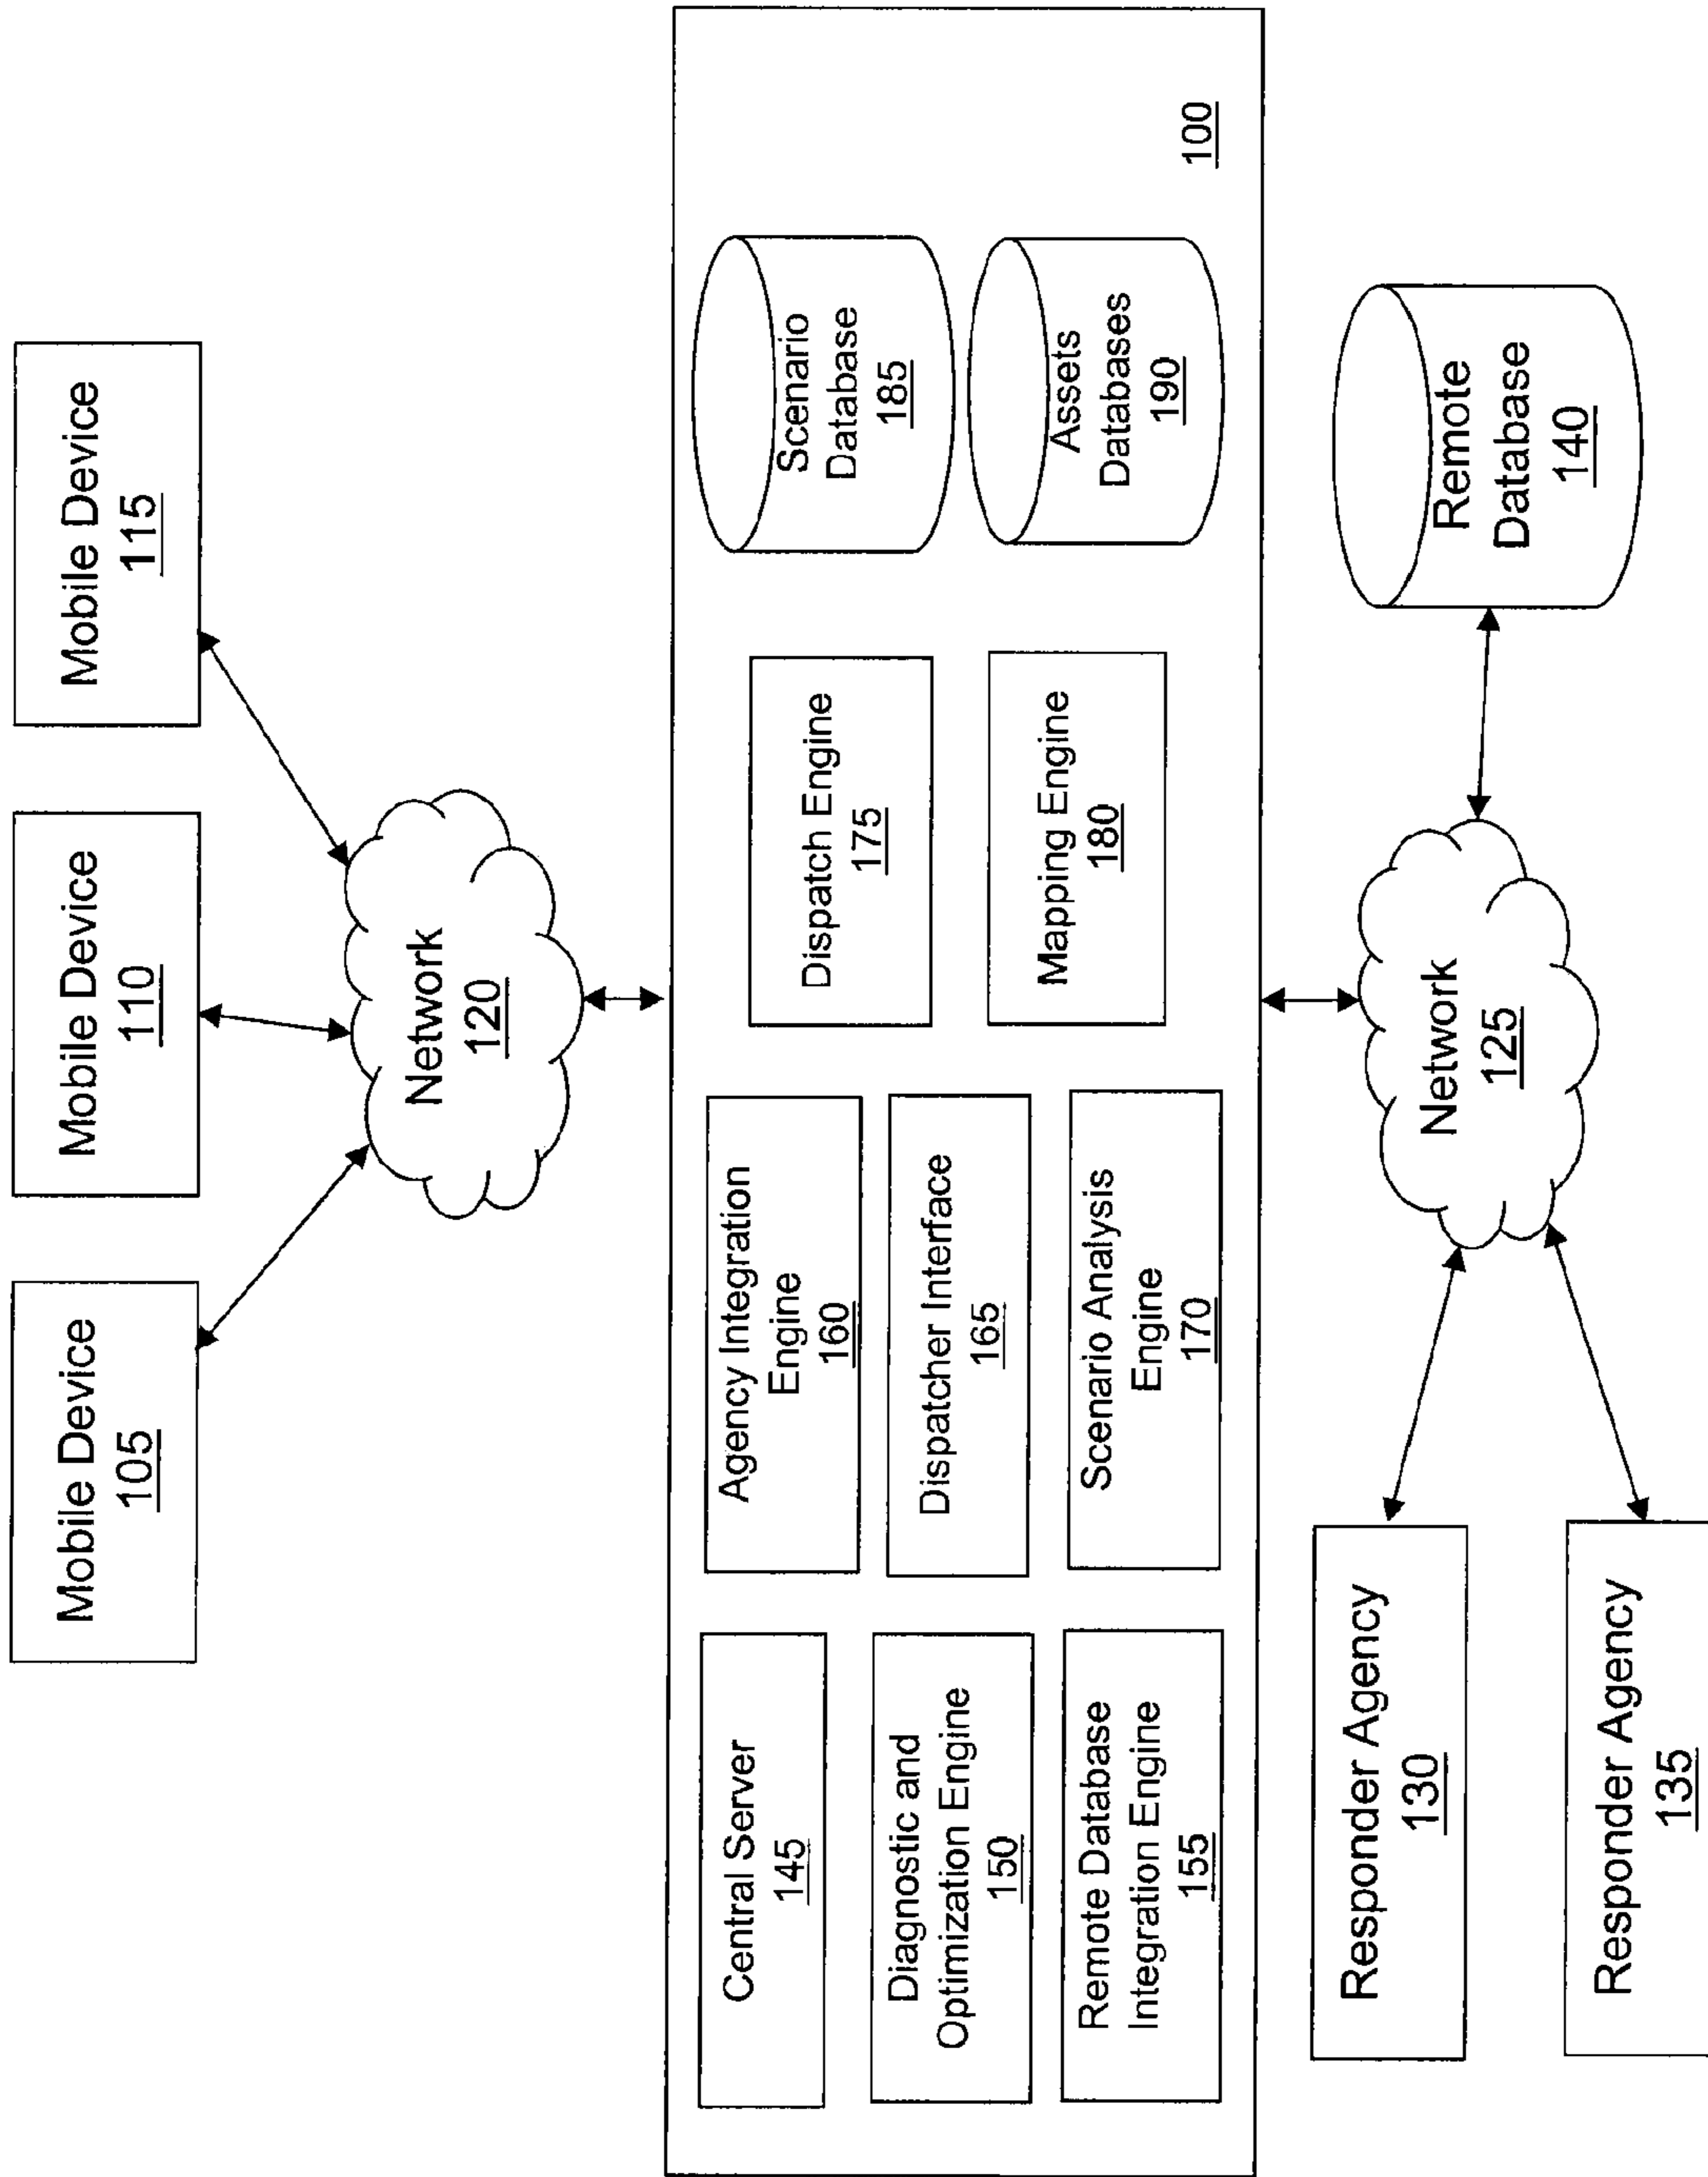 Mobile Device
105
Mobile Device
110
Mobile Device
115
Network
120
Central Server
145
Diagnostic and
Optimization Engine
150
Remote Database
Integration Engine
155
Agency Integration
Engine
160
Dispatcher Interface
165
Scenario Analysis
Engine
170
Dispatch Engine
175
Mapping Engine
180
Scenario
Database
185
Assets
Databases
190
100
Responder Agency
130
Responder Agency
135
Network
125
Remote
Database
140